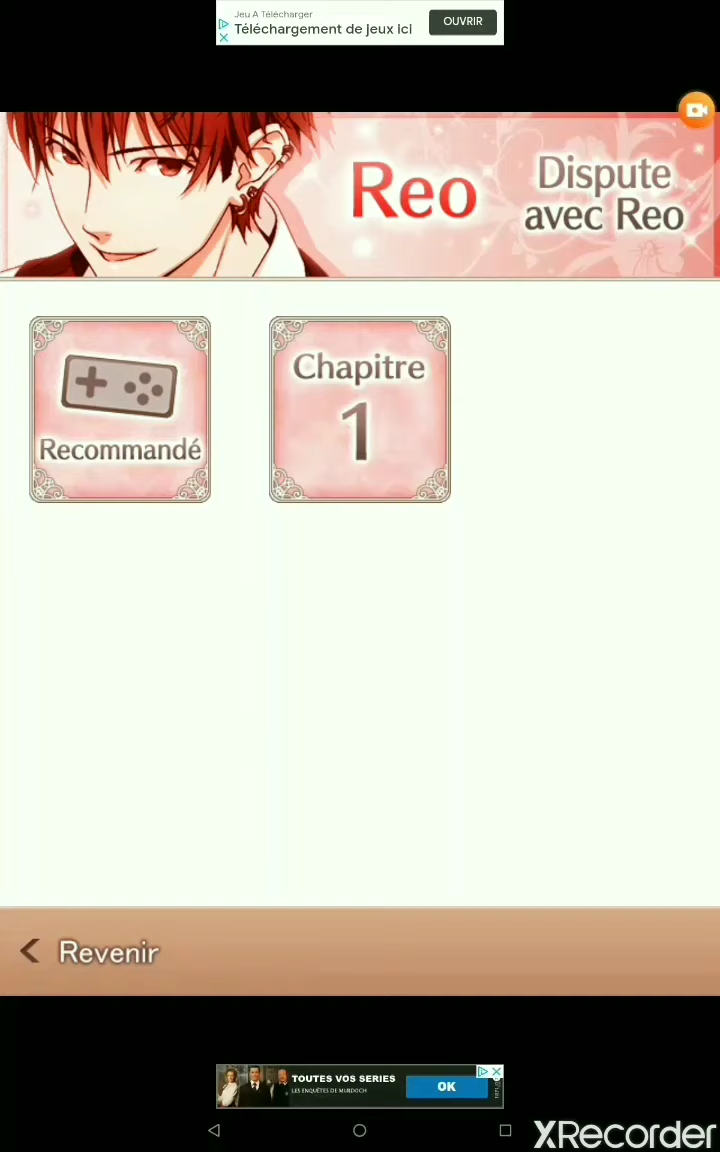 Jeu A Télécharger
Téléchargement de jeux Ici
OUVRIR
Reo
Dispute
avec Reo
Recommandé
Chapitre
1
Revenir
TOUTES VOS SERIES
LES ENQUÊTES DE MURDOCH
OK
XRecorder